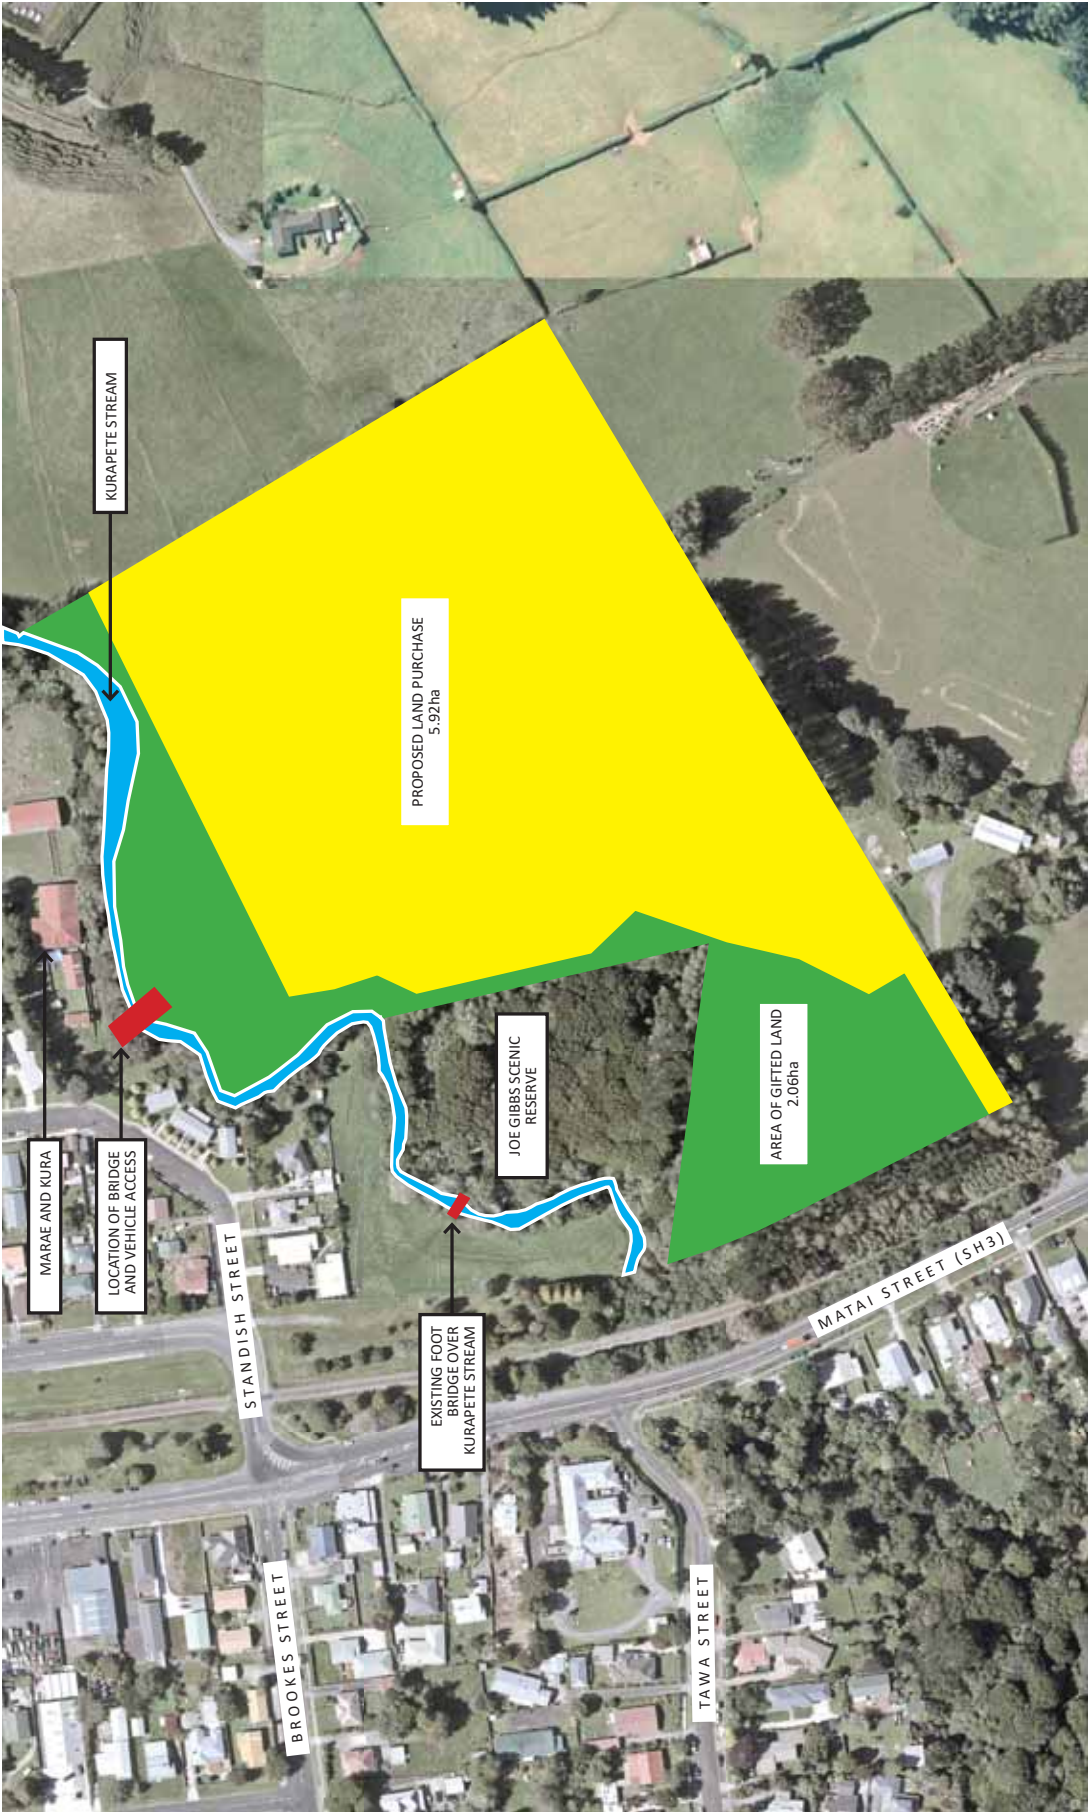 MARAE AND KURA
LOCATION OF BRIDGE
AND VEHICLE ACCESS
KURAPETE STREAM
STANDISH STREET
BROOKES STREET
EXISTING FOOT
BRIDGE OVER
KURAPETE STREAM
PROPOSED LAND PURCHASE
5.92ha
JOE GIBBS SCENIC
RESERVE
TAWA STREET
AREA OF GIFTED LAND
2.06ha
MATAI STREET (SH3)